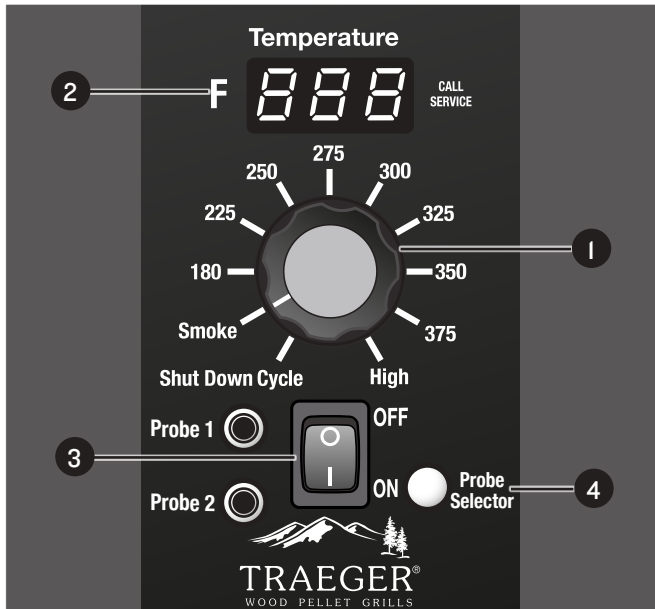 Temperature
2
F
888
CALL
SERVICE
275
250
300
225
325
1
180
350
Smoke
375
Shut Down Cycle
High
OFF
Probe 1
O
3
I
ON
Probe
Selector
4
Probe 2
TRAEGER®
WOOD PELLET GRILLS